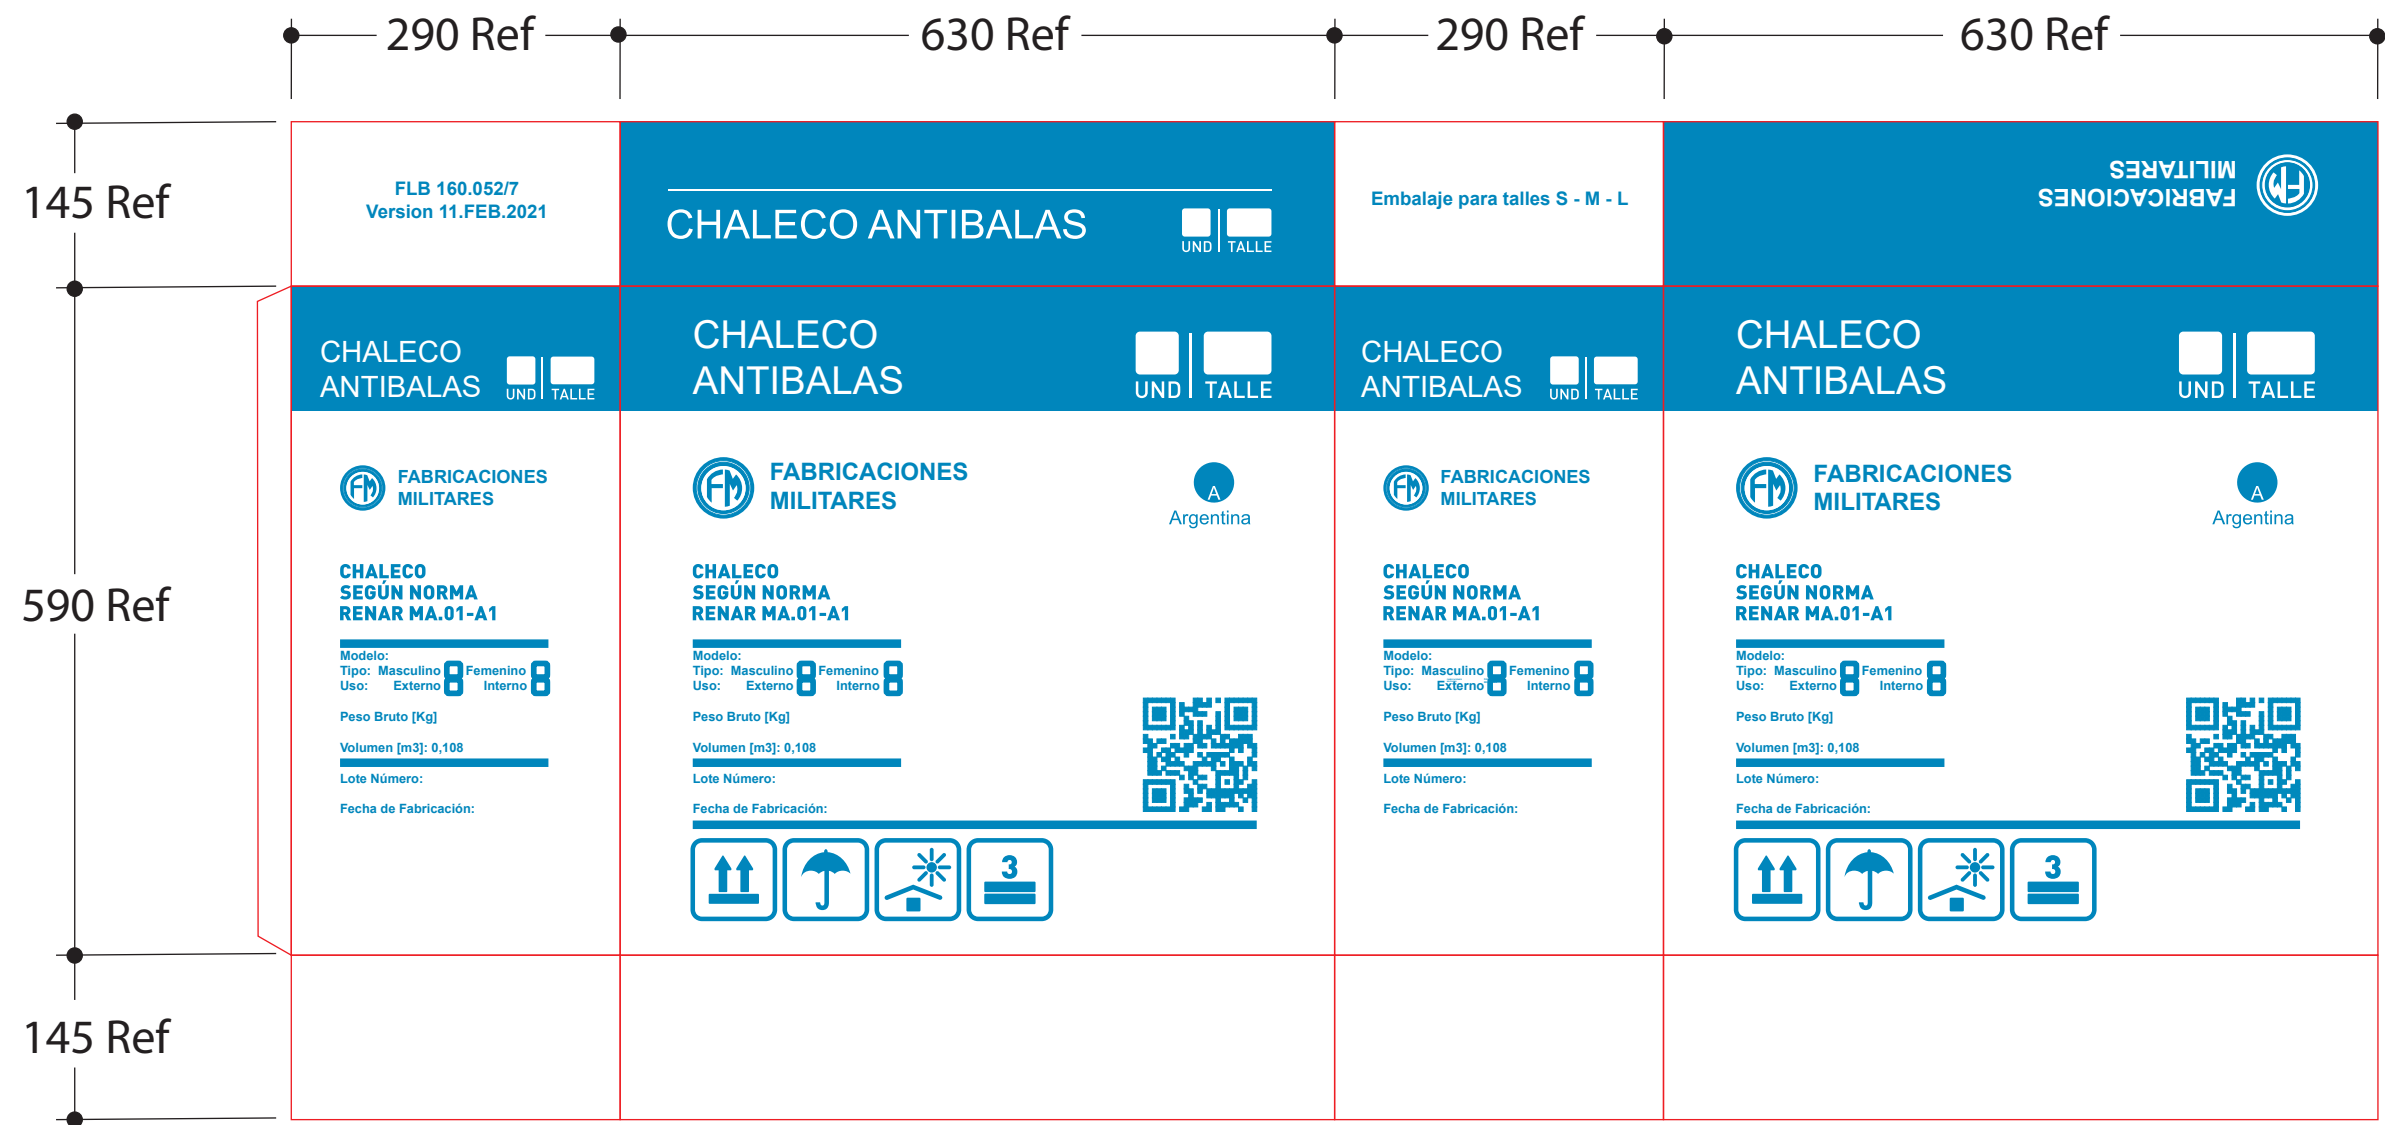 290 Ref
630 Ref
290 Ref
630 Ref
145 Ref
590 Ref
145 Ref
FLB 160.052/7
Version 11.FEB.2021
CHALECO ANTIBALAS
UND TALLE
Embalaje para talles S - M - L
FABRICACIONES
MILITARES
FM
CHALECO
ANTIBALAS
UND TALLE
FM
FABRICACIONES
MILITARES
CHALECO
SEGÚN NORMA
RENAR MA.01-A1
Modelo:
Tipo: Masculino Femenino
Uso: Externo Interno
Peso Bruto [Kg]
Volumen [m3]: 0,108
Lote Número:
Fecha de Fabricación:
CHALECO
ANTIBALAS
UND TALLE
FM
FABRICACIONES
MILITARES
A
Argentina
CHALECO
SEGÚN NORMA
RENAR MA.01-A1
Modelo:
Tipo: Masculino Femenino
Uso: Externo Interno
Peso Bruto [Kg]
Volumen [m3]: 0,108
Lote Número:
Fecha de Fabricación:
3
CHALECO
ANTIBALAS
UND TALLE
FM
FABRICACIONES
MILITARES
CHALECO
SEGÚN NORMA
RENAR MA.01-A1
Modelo:
Tipo: Masculino Femenino
Uso: Externo Interno
Peso Bruto [Kg]
Volumen [m3]: 0,108
Lote Número:
Fecha de Fabricación:
CHALECO
ANTIBALAS
UND TALLE
FM
FABRICACIONES
MILITARES
A
Argentina
CHALECO
SEGÚN NORMA
RENAR MA.01-A1
Modelo:
Tipo: Masculino Femenino
Uso: Externo Interno
Peso Bruto [Kg]
Volumen [m3]: 0,108
Lote Número:
Fecha de Fabricación:
3